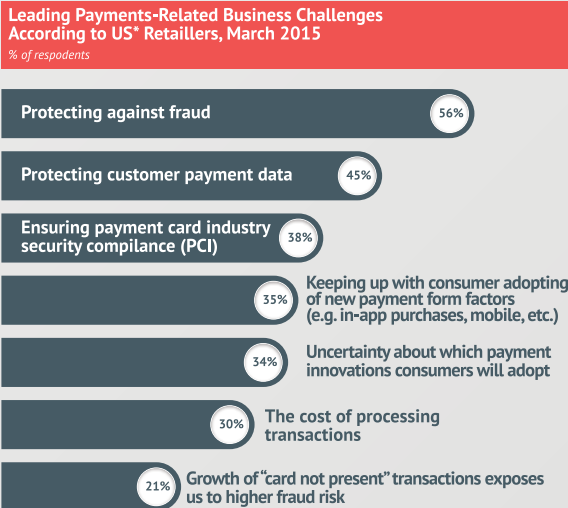 Leading Payments-Related Business Challenges
According to US* Retaillers, March 2015
% of respodents
Protecting against fraud
56%
Protecting customer payment data
45%
Ensuring payment card industry
security compilance (PCI)
38%
35%
Keeping up with consumer adopting
of new payment form factors
(e.g. in-app purchases, mobile, etc.)
34%
Uncertainty about which payment
innovations consumers will adopt
30%
The cost of processing
transactions
21%
Growth of “card not present” transactions exposes
us to higher fraud risk